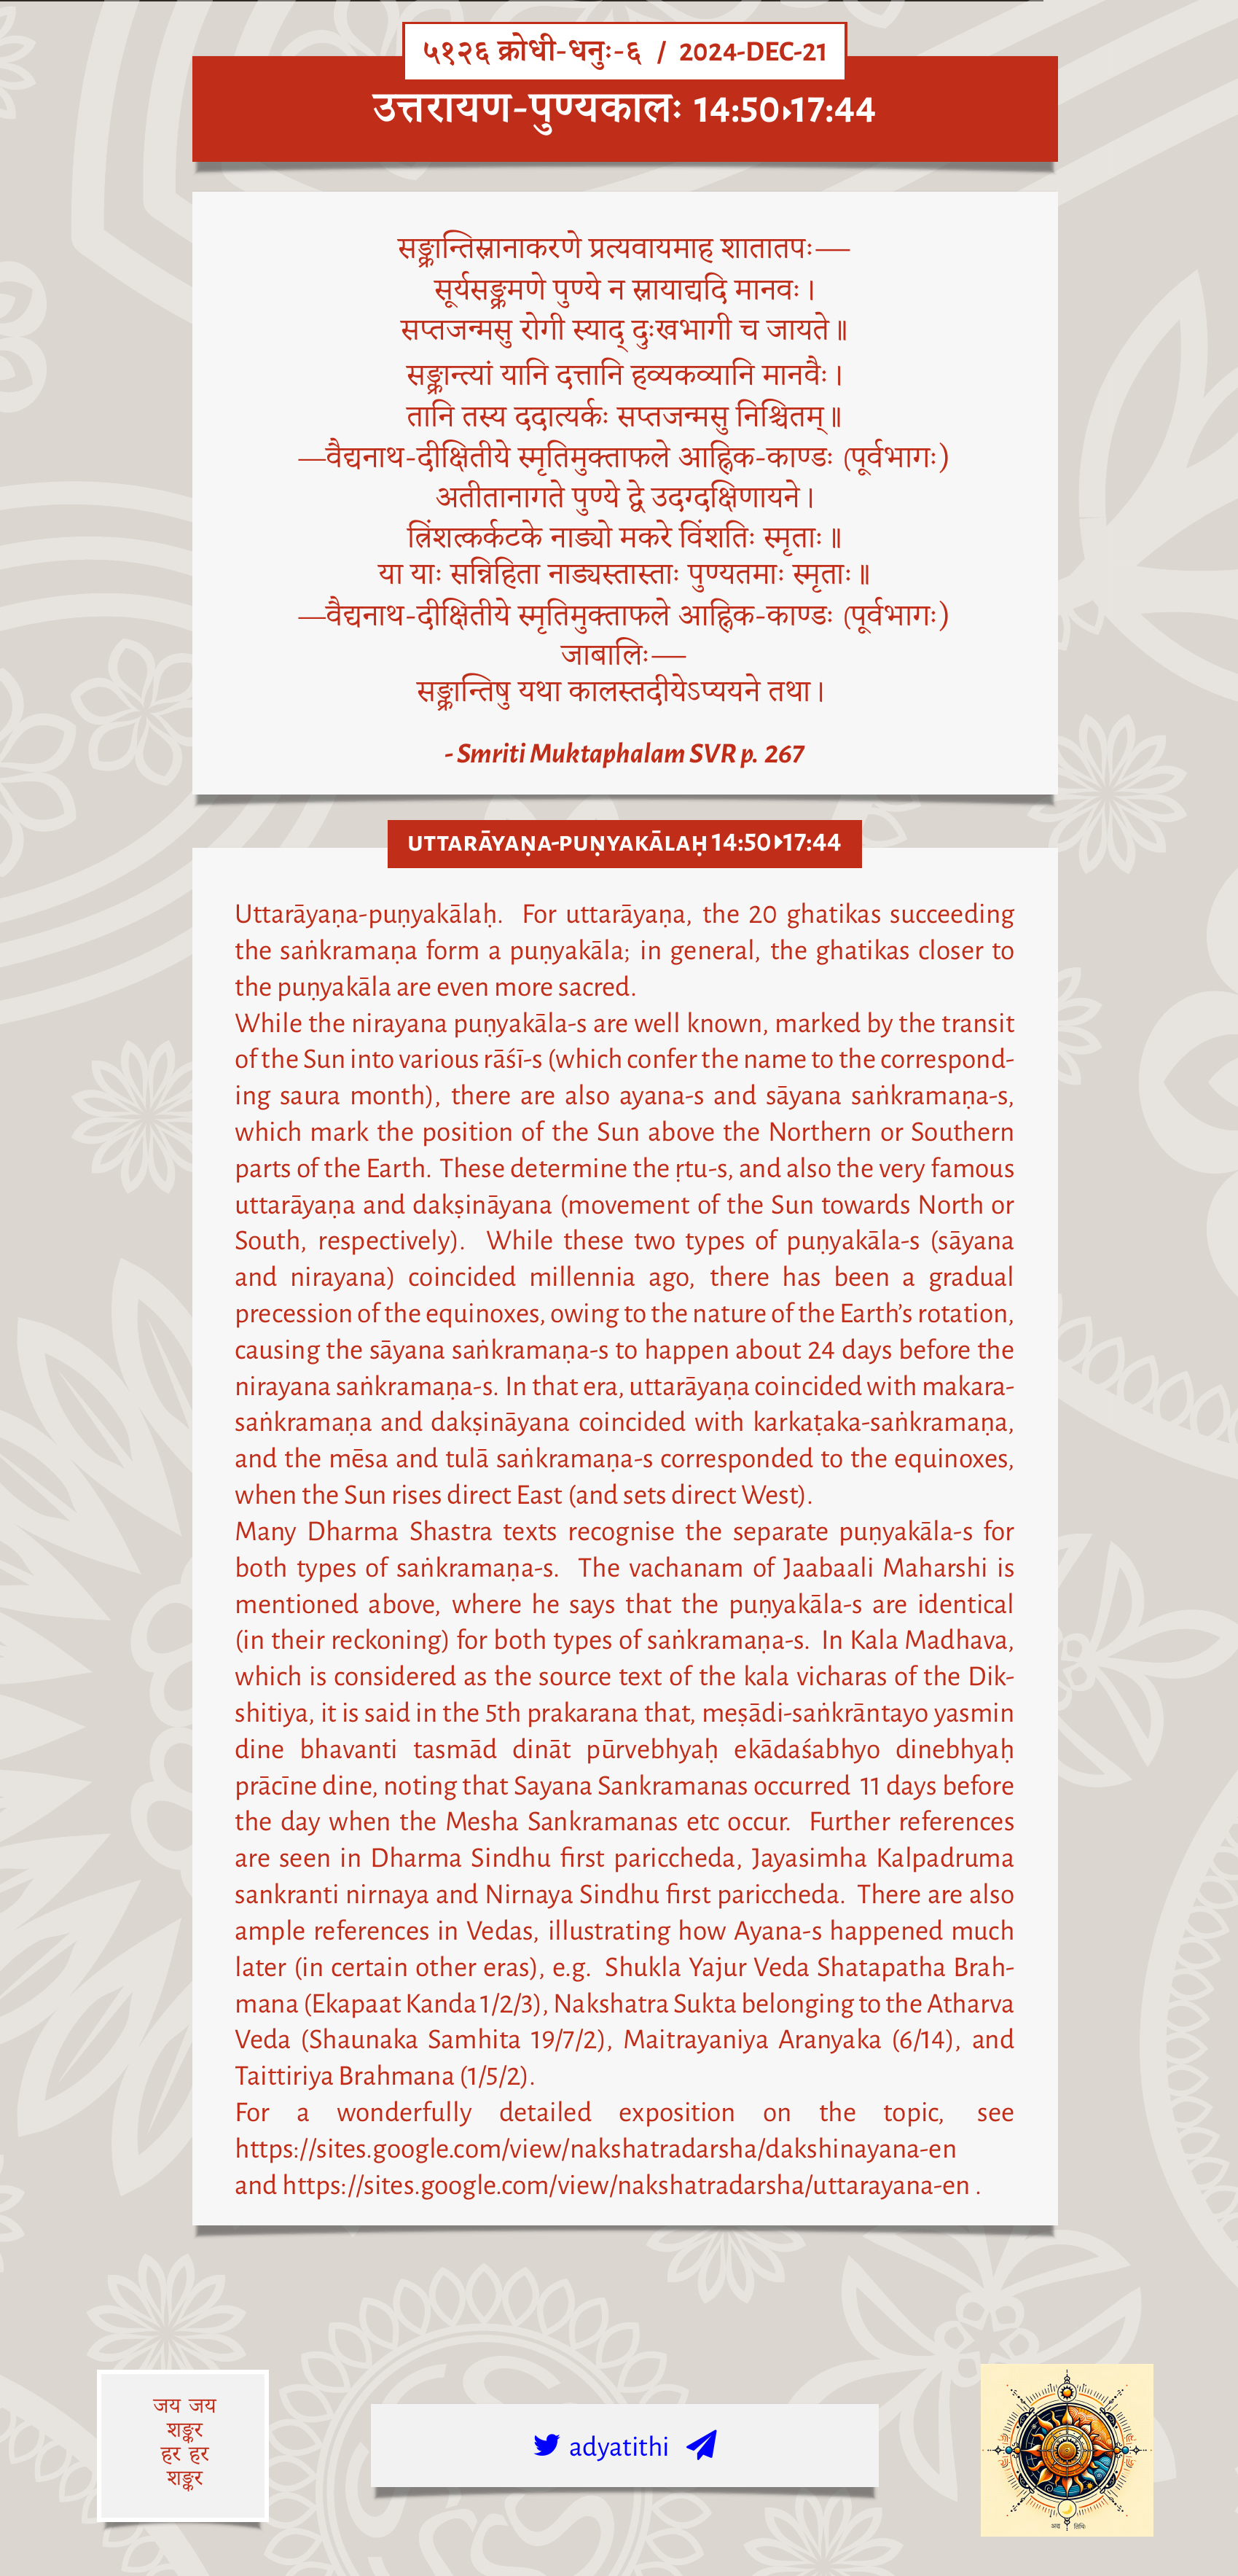 ५१२६ क्रोधी-धनुः-६ / 2024-DEC-21
उत्तरायण-पुण्यकालः 14:50▸17:44
सङ्क्रान्तिस्नानाकरणे प्रत्यवायमाह शातातपः—
सूर्यसङ्क्रमणे पुण्ये न स्नायाद्यदि मानवः।
सप्तजन्मसु रोगी स्याद् दुःखभागी च जायते॥
सङ्क्रान्त्यां यानि दत्तानि हव्यकव्यानि मानवैः।
तानि तस्य ददात्यर्कः सप्तजन्मसु निश्चितम्॥
—वैद्यनाथ-दीक्षितीये स्मृतिमुक्ताफले आह्निक-काण्डः (पूर्वभागः)
अतीतानागते पुण्ये द्वे उदग्दक्षिणायने।
त्रिंशत्कर्कटके नाड्यो मकरे विंशतिः स्मृताः॥
या याः सन्निहिता नाड्यस्तास्ताः पुण्यतमाः स्मृताः॥
—वैद्यनाथ-दीक्षितीये स्मृतिमुक्ताफले आह्निक-काण्डः (पूर्वभागः)
जाबालिः—
सङ्क्रान्तिषु यथा कालस्तदीयेऽप्ययने तथा।
- Smriti Muktaphalam SVR p. 267
UTTARĀYAṆA-PUṆYAKĀLAḤ 14:50▸17:44
Uttarāyaṇa-puṇyakālaḥ. For uttarāyaṇa, the 20 ghatikas succeeding
the saṅkramaṇa form a puṇyakāla; in general, the ghatikas closer to
the puṇyakāla are even more sacred.
While the nirayana puṇyakāla-s are well known, marked by the transit
of the Sun into various rāśī-s (which confer the name to the correspond-
ing saura month), there are also ayana-s and sāyana saṅkramaṇa-s,
which mark the position of the Sun above the Northern or Southern
parts of the Earth. These determine the ṛtu-s, and also the very famous
uttarāyaṇa and dakṣināyana (movement of the Sun towards North or
South, respectively). While these two types of puṇyakāla-s (sāyana
and nirayana) coincided millennia ago, there has been a gradual
precession of the equinoxes, owing to the nature of the Earth’s rotation,
causing the sāyana saṅkramaṇa-s to happen about 24 days before the
nirayana saṅkramaṇa-s. In that era, uttarāyaṇa coincided with makara-
saṅkramaṇa and dakṣināyana coincided with karkaṭaka-saṅkramaṇa,
and the mēsa and tulā saṅkramaṇa-s corresponded to the equinoxes,
when the Sun rises direct East (and sets direct West).
Many Dharma Shastra texts recognise the separate puṇyakāla-s for
both types of saṅkramaṇa-s. The vachanam of Jaabaali Maharshi is
mentioned above, where he says that the puṇyakāla-s are identical
(in their reckoning) for both types of saṅkramaṇa-s. In Kala Madhava,
which is considered as the source text of the kala vicharas of the Dik-
shitiya, it is said in the 5th prakarana that, meṣādi-saṅkrāntayo yasmin
dine bhavanti tasmād dināt pūrvebhyaḥ ekādaśabhyo dinebhyaḥ
prācīne dine, noting that Sayana Sankramanas occurred 11 days before
the day when the Mesha Sankramanas etc occur. Further references
are seen in Dharma Sindhu first pariccheda, Jayasimha Kalpadruma
sankranti nirnaya and Nirnaya Sindhu first pariccheda. There are also
ample references in Vedas, illustrating how Ayana-s happened much
later (in certain other eras), e.g. Shukla Yajur Veda Shatapatha Brah-
mana (Ekapaat Kanda 1/2/3), Nakshatra Sukta belonging to the Atharva
Veda (Shaunaka Samhita 19/7/2), Maitrayaniya Aranyaka (6/14), and
Taittiriya Brahmana (1/5/2).
For a wonderfully detailed exposition on the topic, see
https://sites.google.com/view/nakshatradarsha/dakshinayana-en
and https://sites.google.com/view/nakshatradarsha/uttarayana-en .
जय जय
शङ्कर
हर हर
शङ्कर
adyatithi
अद्य तिथिः